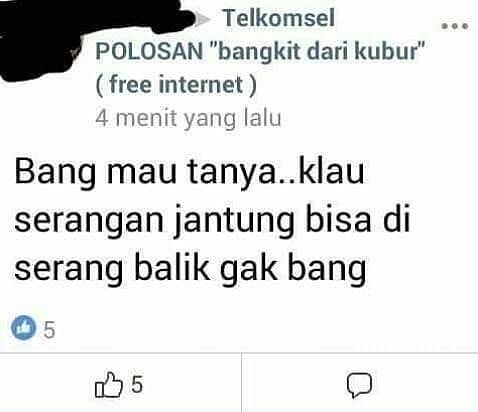 Telkomsel
POLOSAN "bangkit dari kubur"
( free internet )
4 menit yang lalu
Bang mau tanya..klau
serangan jantung bisa di
serang balik gak bang
5
5